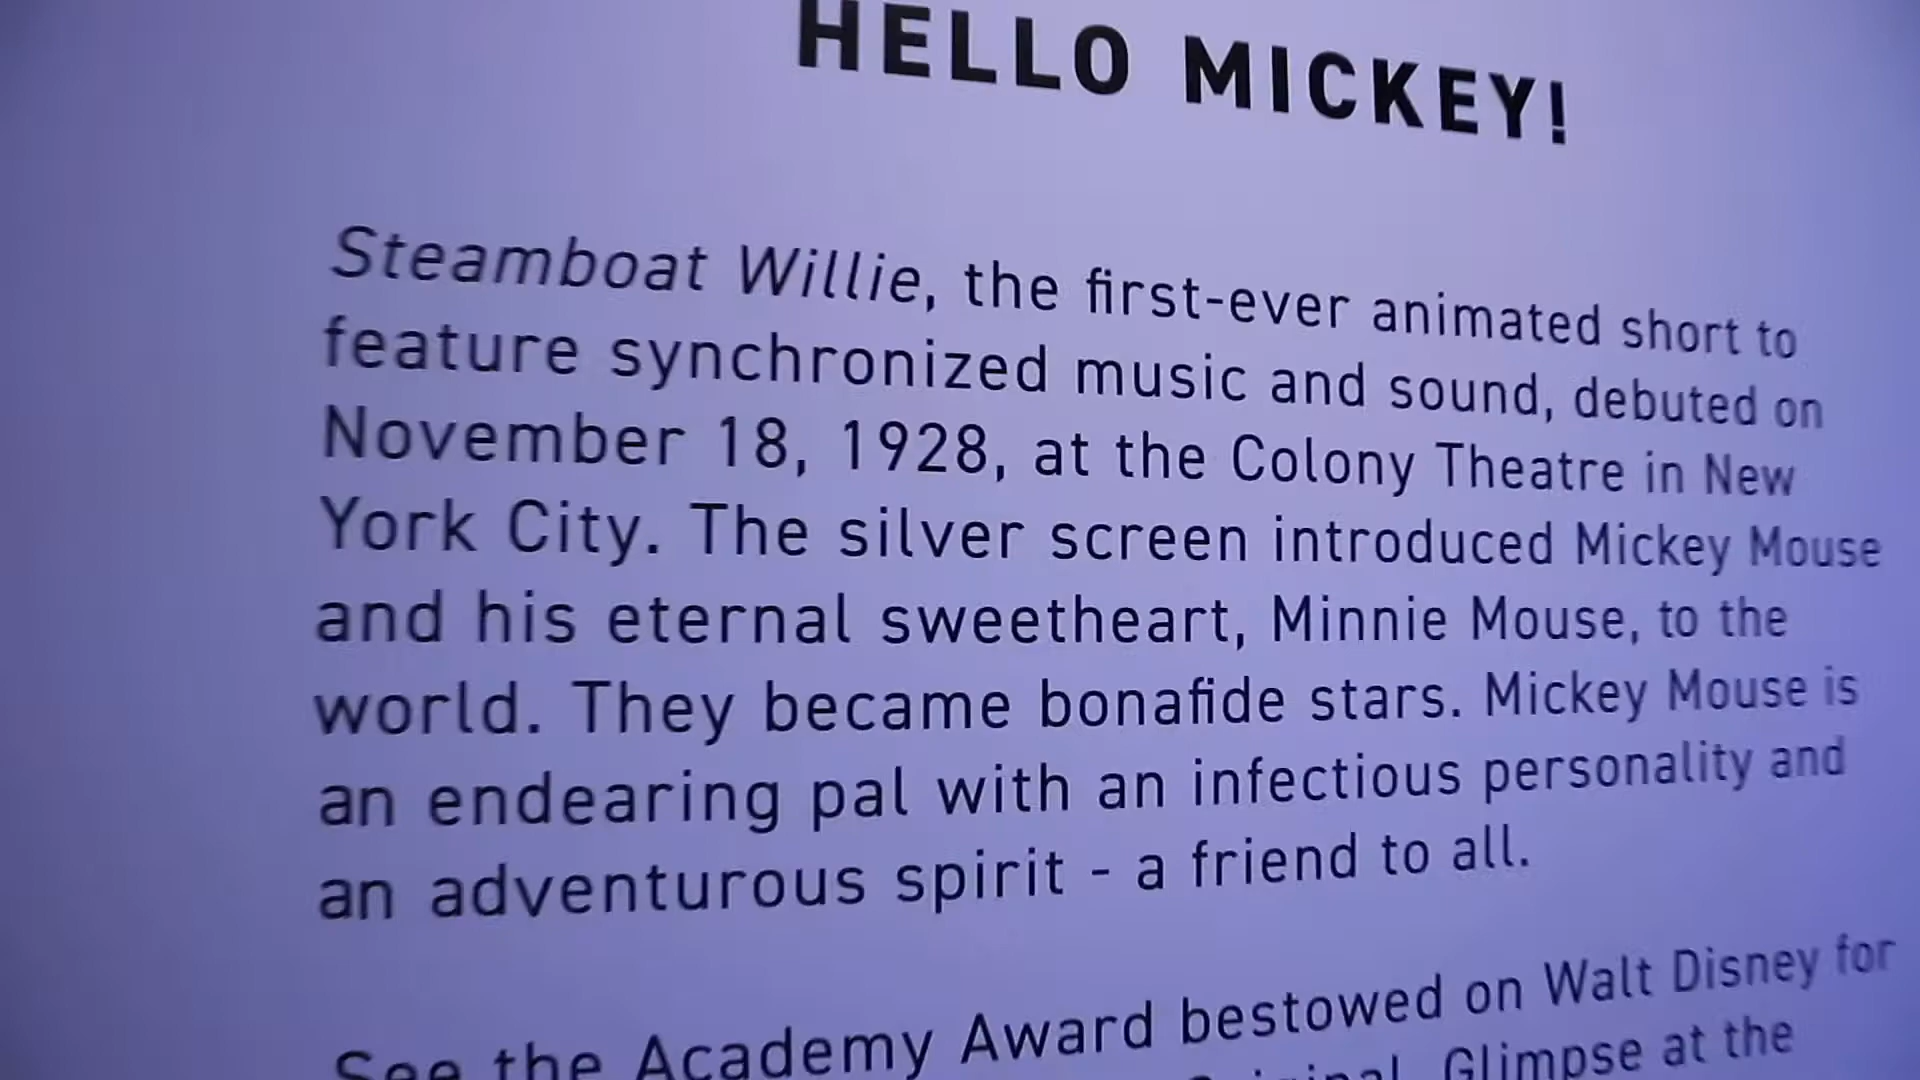 HELLO MICKEY!
Steamboat Willie, the first-ever animated short to
feature synchronized music and sound, debuted on
November 18, 1928, at the Colony Theatre in New
York City. The silver screen introduced Mickey Mouse
and his eternal sweetheart, Minnie Mouse, to the
world. They became bonafide stars. Mickey Mouse is
an endearing pal with an infectious personality and
an adventurous spirit - a friend to all.
See the Academy Award bestowed on Walt Disney for
Glimpse at the